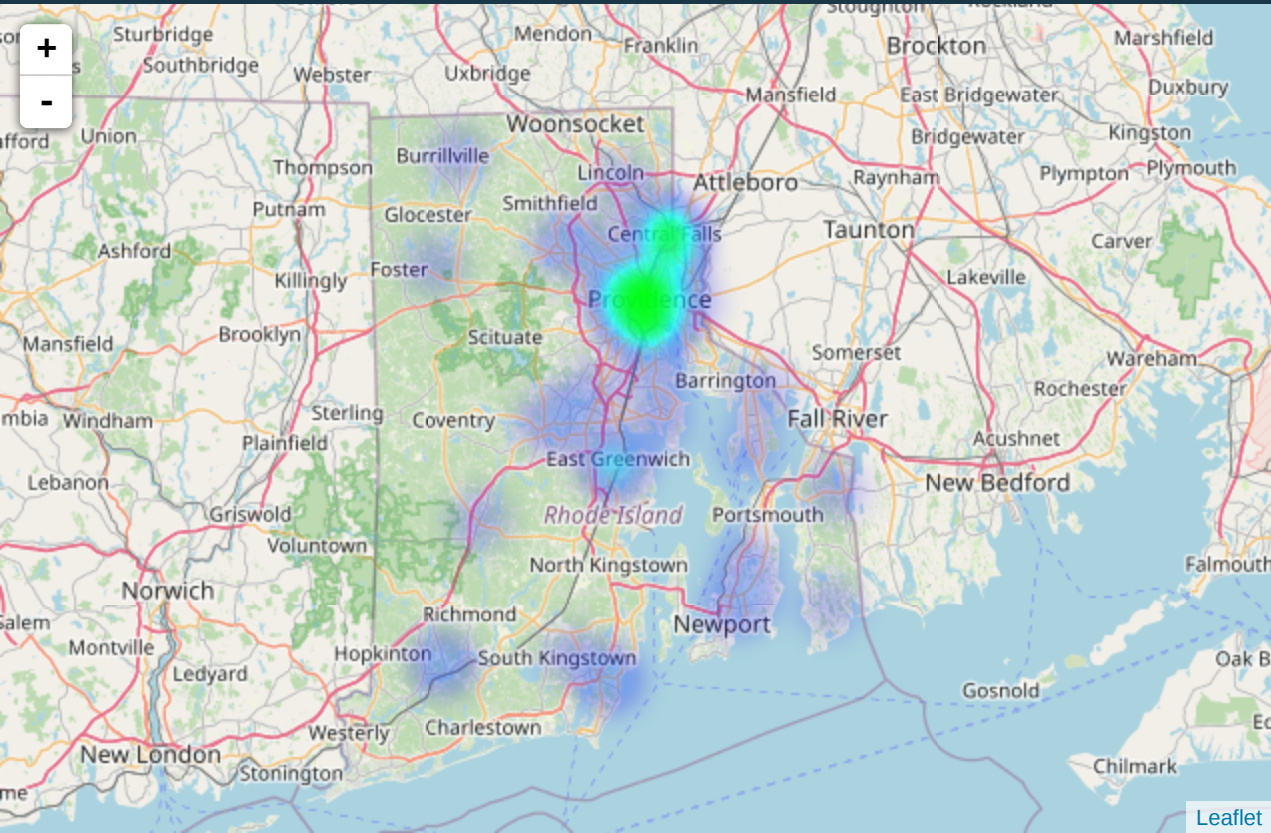 Stoughton
Sturbridge
Mendon
Franklin
Brockton
Marshfield
+
Southbridge
Webster
Uxbridge
Mansfield
East Bridgewater
Duxbury
-
Union
Woonsocket
Bridgewater
Kingston
afford
Thompson
Burrillville
Lincoln
Attleboro
Raynham
Plympton
Plymouth
Putnam
Glocester
Smithfield
Taunton
Ashford
Central Falls
Carver
Killingly
Foster
Lakeville
Providence
Mansfield
Brooklyn
Scituate
Somerset
Wareham
Barrington
Rochester
mbia
Windham
Sterling
Coventry
Fall River
Plainfield
East Greenwich
Acushnet
Lebanon
New Bedford
Griswold
Rhode Island
Portsmouth
Voluntown
North Kingstown
Falmouth
Norwich
Salem
Richmond
Newport
Montville
Hopkinton
South Kingstown
Oak B
Ledyard
Gosnold
Westerly
Charlestown
New London
Stonington
Chilmark
me
Leaflet